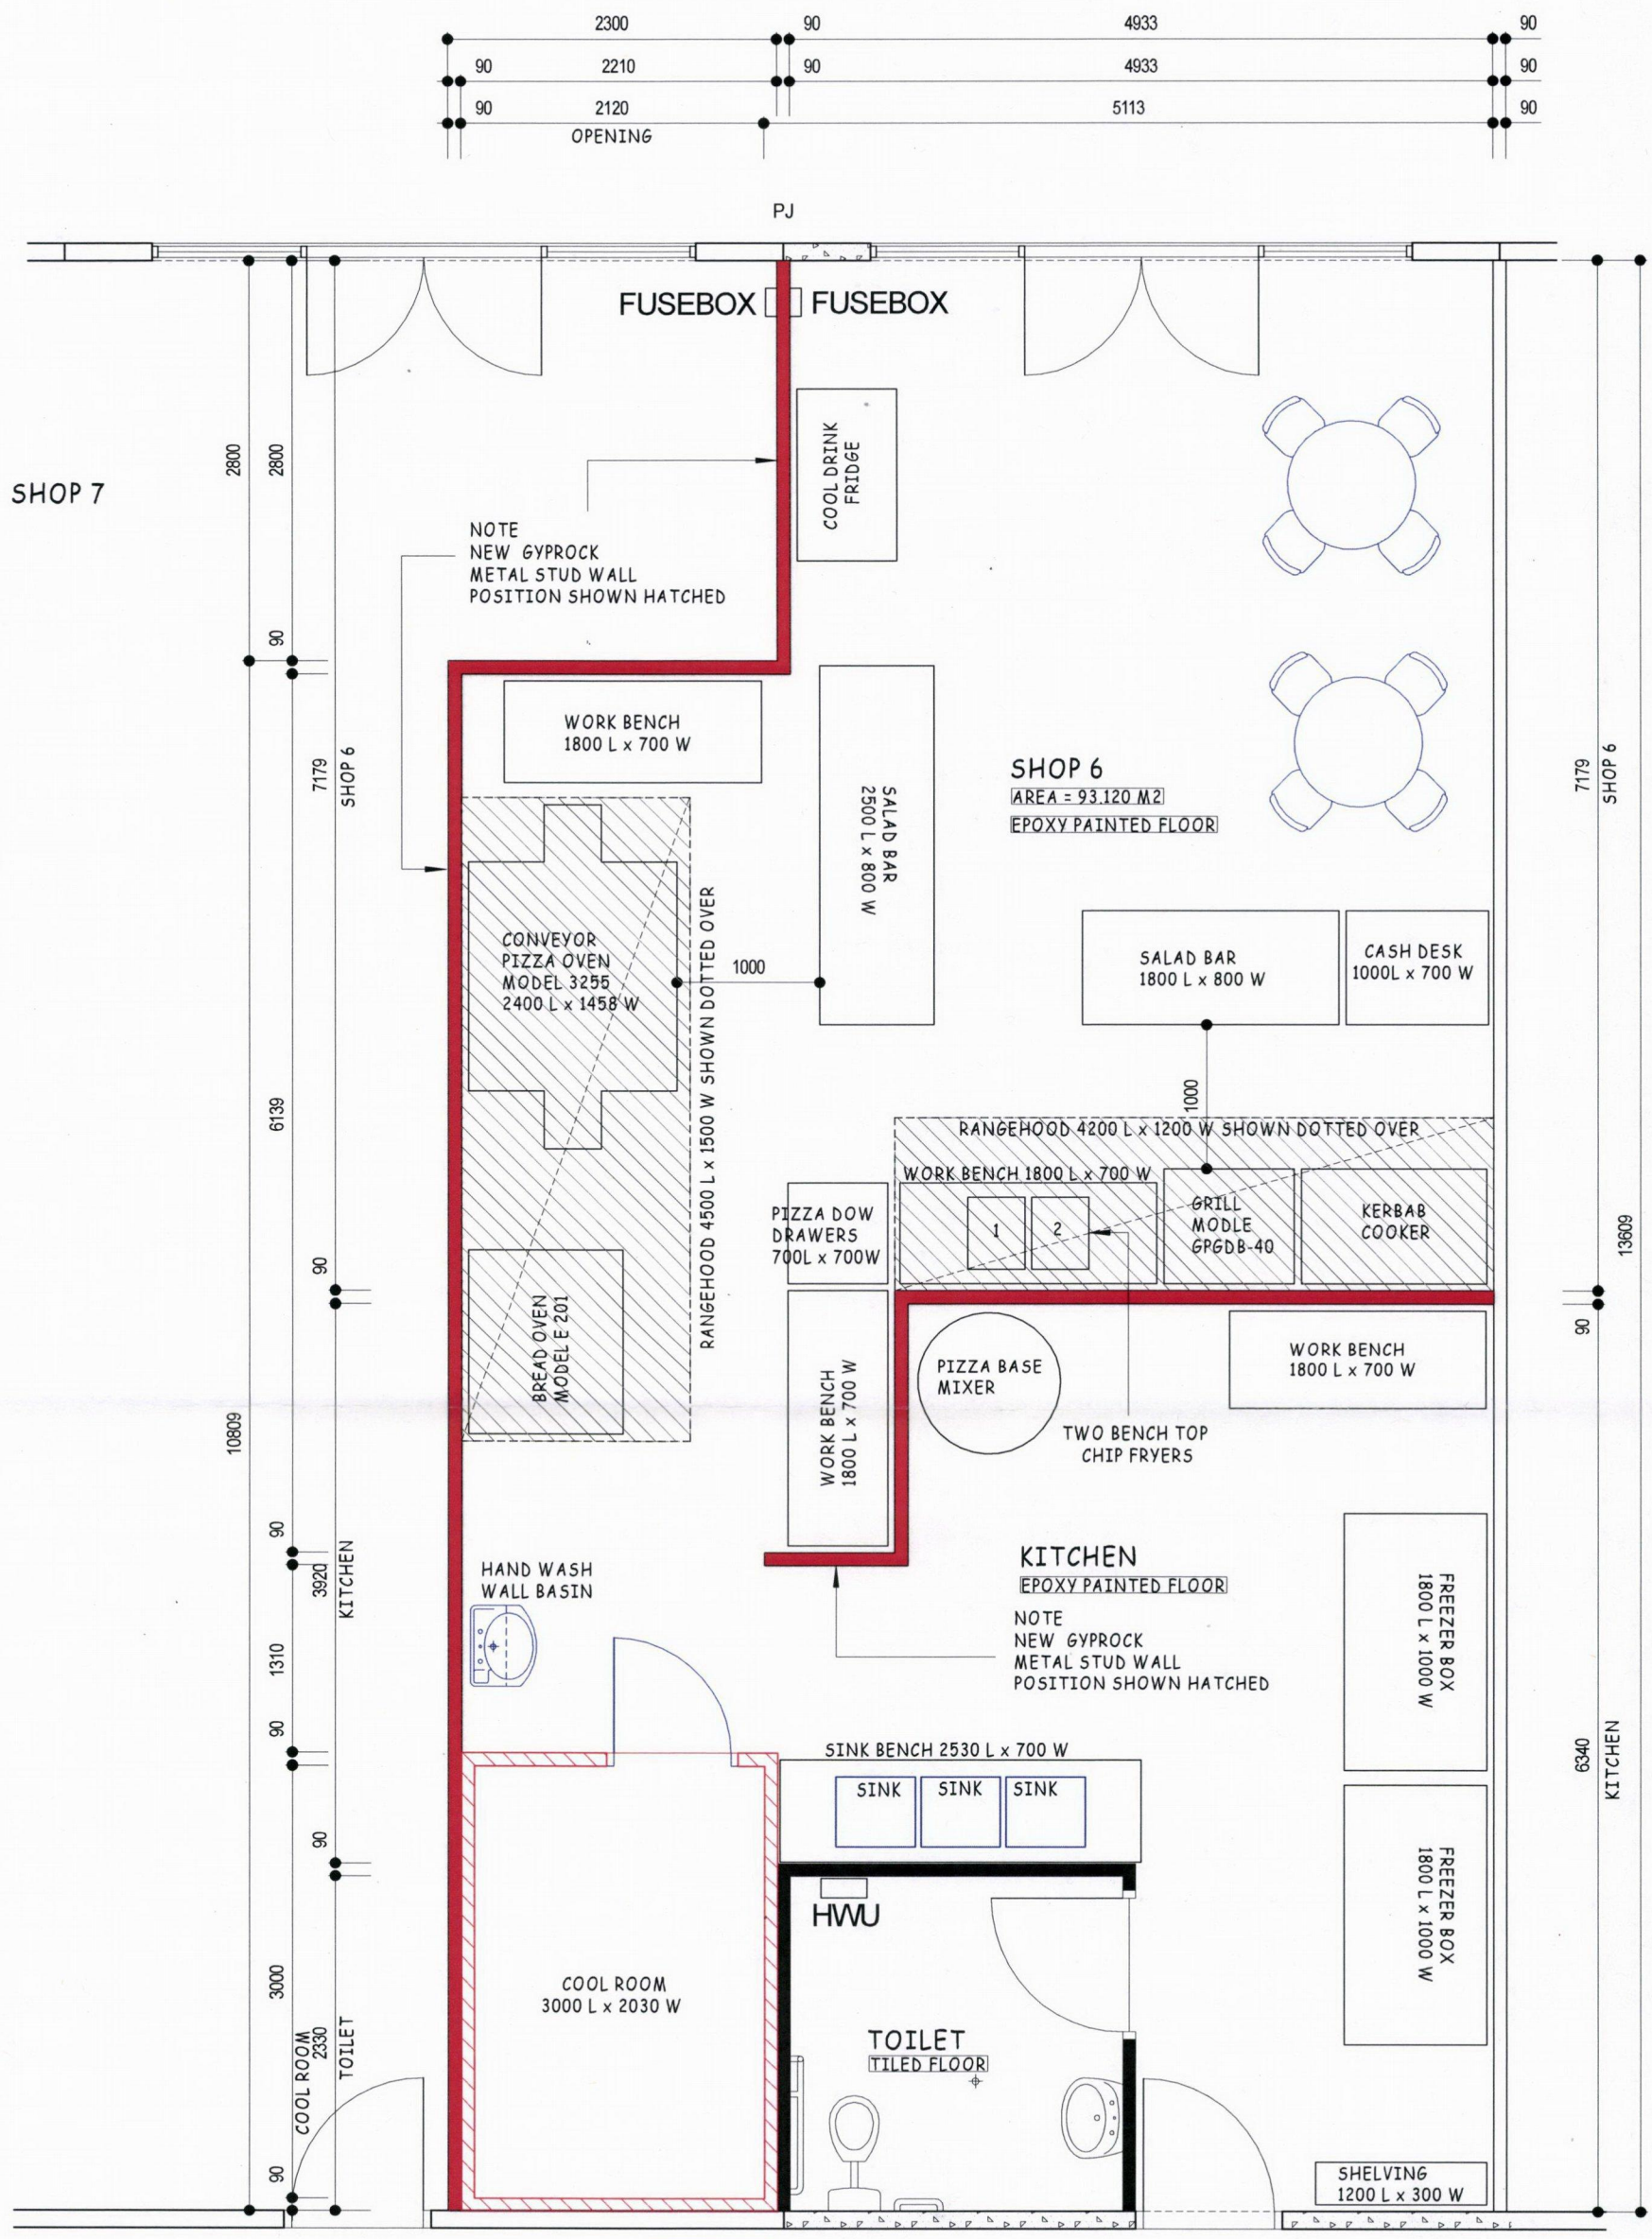 2300 90 4933 90
90 2210 90 4933 90
90 2120 5113 90
OPENING
PJ
FUSEBOX FUSEBOX
COOL DRINK
FRIDGE
2800
2800
SHOP 7
NOTE
NEW GYPROCK
METAL STUD WALL
POSITION SHOWN HATCHED
90
WORK BENCH
1800 L x 700 W
7179
SHOP 6
SALAD BAR
2500 L x 800 W
SHOP 6
AREA = 93.120 M2
EPOXY PAINTED FLOOR
7179
SHOP 6
CONVEYOR
PIZZA OVEN
MODEL 3255
2400 L x 1458 W
1000
RANGEHOOD 4500 L x 1500 W SHOWN DOTTED OVER
SALAD BAR
1800 L x 800 W
CASH DESK
1000L x 700 W
6139
1000
RANGEHOOD 4200 L x 1200 W SHOWN DOTTED OVER
WORK BENCH 1800 L x 700 W
PIZZA DOW
DRAWERS
700L x 700W
1
2
GRILL
MODLE
GPGDB-40
KERBAB
COOKER
13609
90
90
BREAD OVEN
MODEL E 201
WORK BENCH
1800 L x 700 W
PIZZA BASE
MIXER
WORK BENCH
1800 L x 700 W
TWO BENCH TOP
CHIP FRYERS
10809
90
3920
KITCHEN
HAND WASH
WALL BASIN
KITCHEN
EPOXY PAINTED FLOOR
NOTE
NEW GYPROCK
METAL STUD WALL
POSITION SHOWN HATCHED
FREEZER BOX
1800 L x 1000 W
1310
90
SINK BENCH 2530 L x 700 W
SINK SINK SINK
6340
KITCHEN
90
FREEZER BOX
1800 L x 1000 W
HWU
COOL ROOM
3000 L x 2030 W
3000
COOL ROOM
2330
TOILET
TOILET
TILED FLOOR
90
SHELVING
1200 L x 300 W